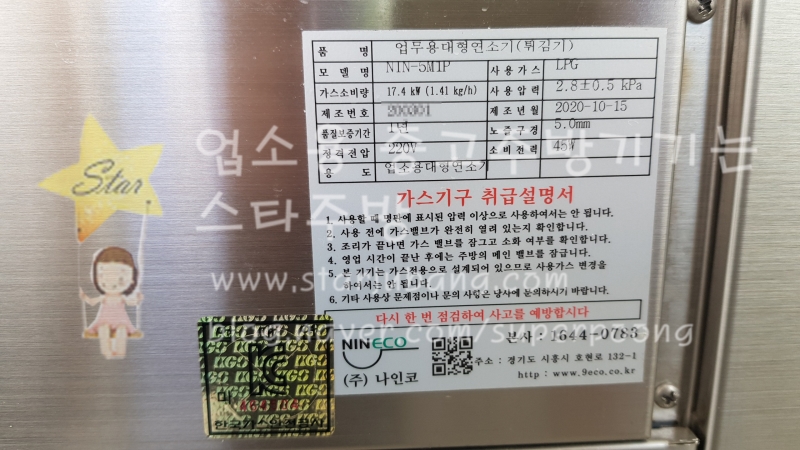 품 명 업무용대형연소기(튀김기)
모 델 명 NIN-5M1P 사 용 가 스 LPG
가스소비량 17.4 kW (1.41 kg/h) 사 용 압 력 2.8±0.5 kPa
제 조 번 호 200301 제 조 년 월 2020-10-15
품질보증기간 1년 노 즐 구 경 5.0mm
정 격 전 압 220V 소 비 전 력 45W
용 도 업소용대형연소기
가스기구 취급설명서
1. 사용할 때 명판에 표시된 압력 이상으로 사용하여서는 안 됩니다.
2. 사용 전에 가스밸브가 완전히 열려 있는지 확인합니다.
3. 조리가 끝나면 가스 밸브를 잠그고 소화 여부를 확인합니다.
4. 영업 시간이 끝난 후에는 주방의 메인 밸브를 잠급니다.
5. 본 기기는 가스전용으로 설계되어 있으므로 사용가스 변경을
하여서는 안 됩니다.
6. 기타 사용상 문제점이나 문의 사항은 당사에 문의하시기 바랍니다.
다시 한 번 점검하여 사고를 예방합시다
NINECO
(주) 나인코
본사 : 1644-0783
주소 : 경기도 시흥시 호현로 132-1
http : www.9eco.co.kr
KGS
한국가스안전공사
Star
업소용 중고주방기기는
스타주방
blog.naver.com/